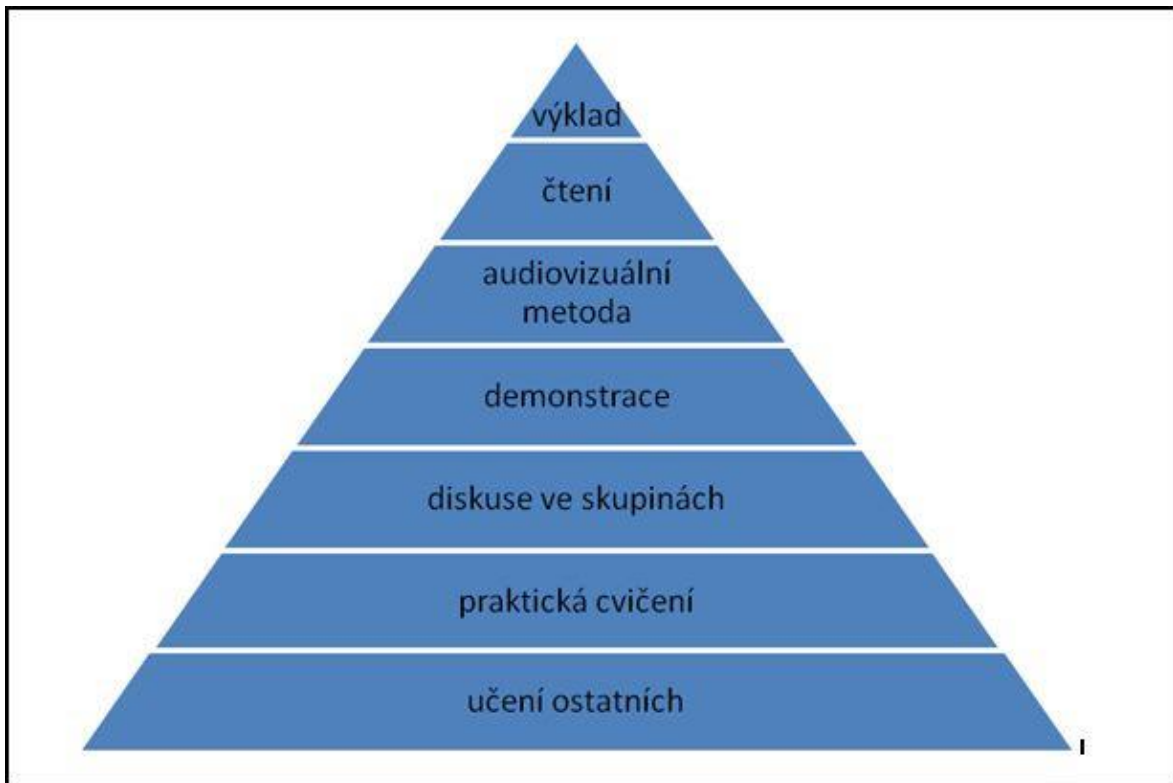 výklad
čtení
audiovizuální
metoda
demonstrace
diskuse ve skupinách
praktická cvičení
učení ostatních